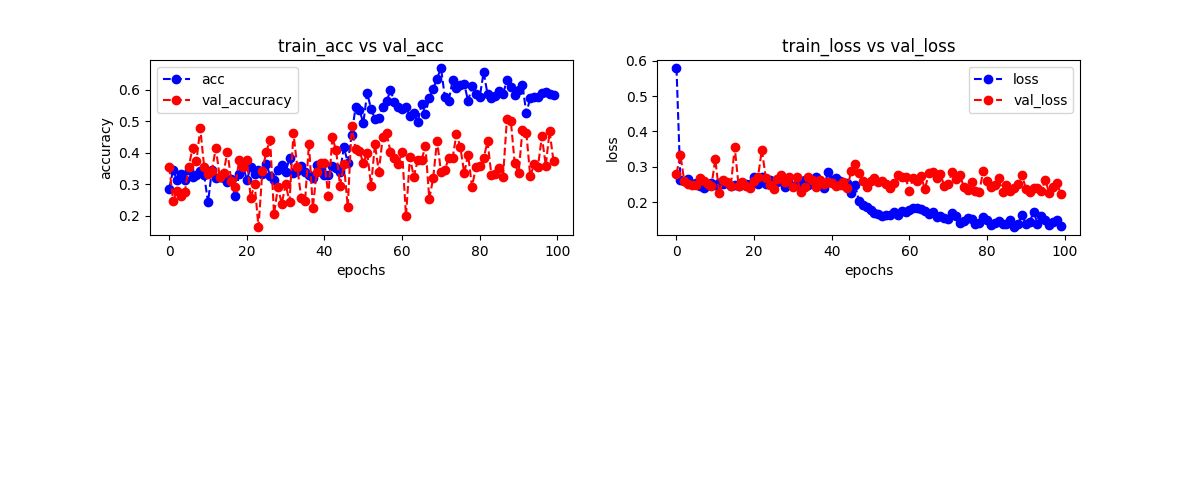 train_acc vs val_acc
acc
val_accuracy
accuracy
0.6
0.5
0.4
0.3
0.2
0 20 40 60 80 100
epochs
train_loss vs val_loss
loss
val_loss
loss
0.6
0.5
0.4
0.3
0.2
0 20 40 60 80 100
epochs